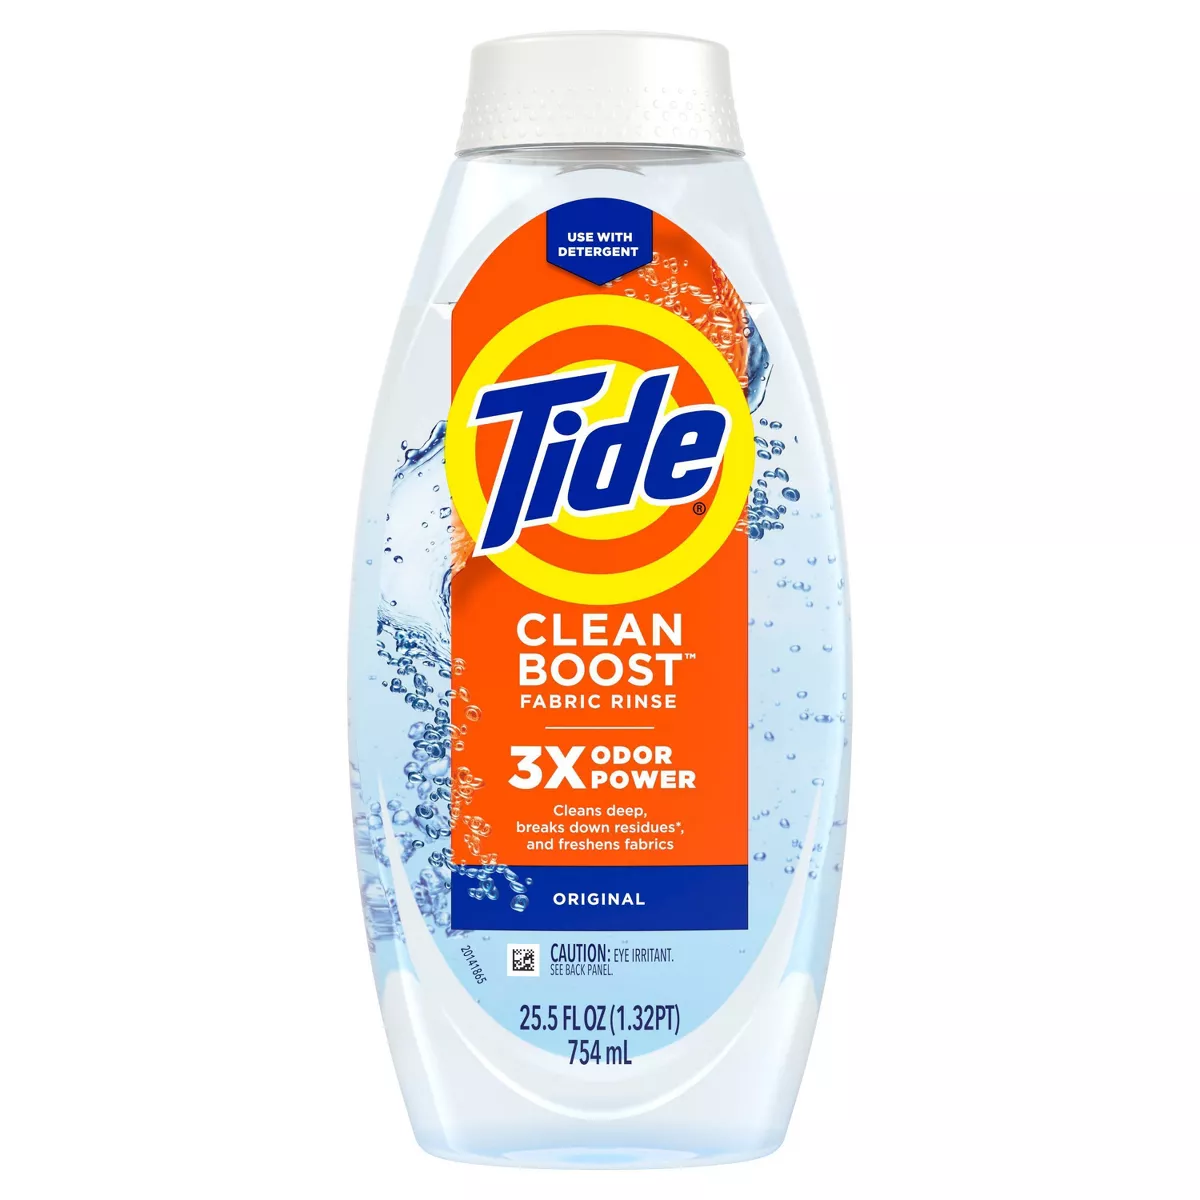 USE WITH
DETERGENT
Tide®
CLEAN
BOOST™
FABRIC RINSE
3X ODOR
POWER
Cleans deep,
breaks down residues*,
and freshens fabrics
ORIGINAL
20141865
CAUTION: EYE IRRITANT.
SEE BACK PANEL.
25.5 FL OZ (1.32PT)
754 mL